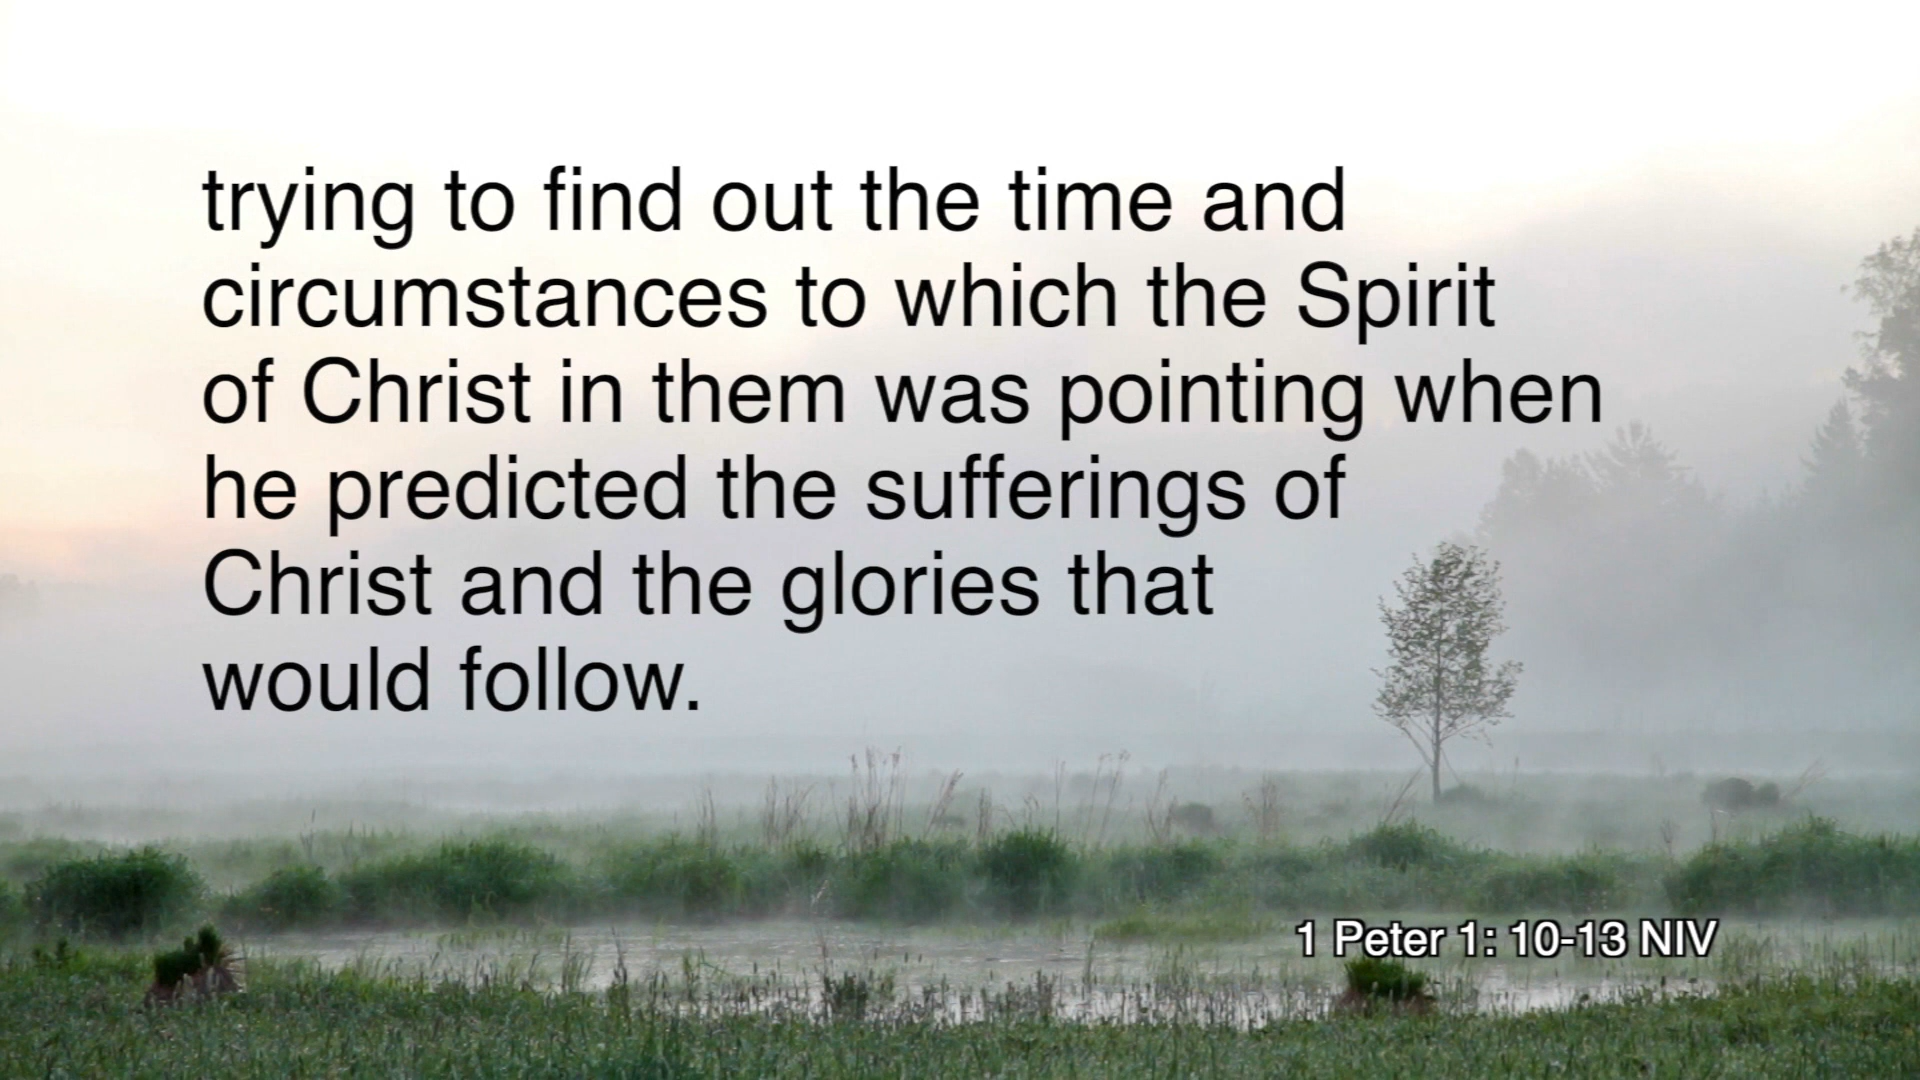 trying to find out the time and
circumstances to which the Spirit
of Christ in them was pointing when
he predicted the sufferings of
Christ and the glories that
would follow.
1 Peter 1: 10-13 NIV